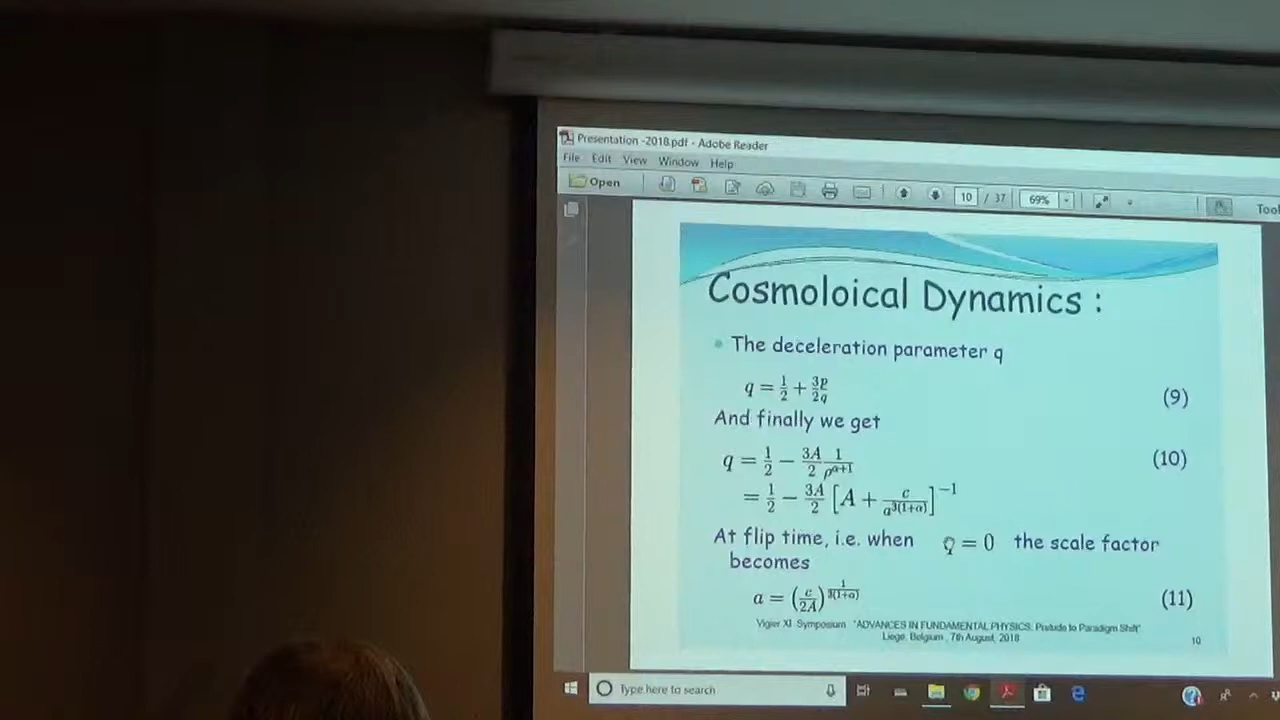 Presentation -2018.pdf - Adobe Reader
File Edit View Window Help
Open 10 / 37 69% Tool
Cosmoloical Dynamics :
The deceleration parameter q
q = 1/2 + 3p/2q (9)
And finally we get
q = 1/2 − 3A/2 1/ρ^(α+1) (10)
= 1/2 − 3A/2 [A + c/a^(3(1+α))]^−1
At flip time, i.e. when q = 0 the scale factor
becomes
a = (c/2A)^(1/3(1+α)) (11)
Vigier XI Symposium "ADVANCES IN FUNDAMENTAL PHYSICS: Prelude to Paradigm Shift"
Liege, Belgium , 7th August, 2018
10
Type here to search